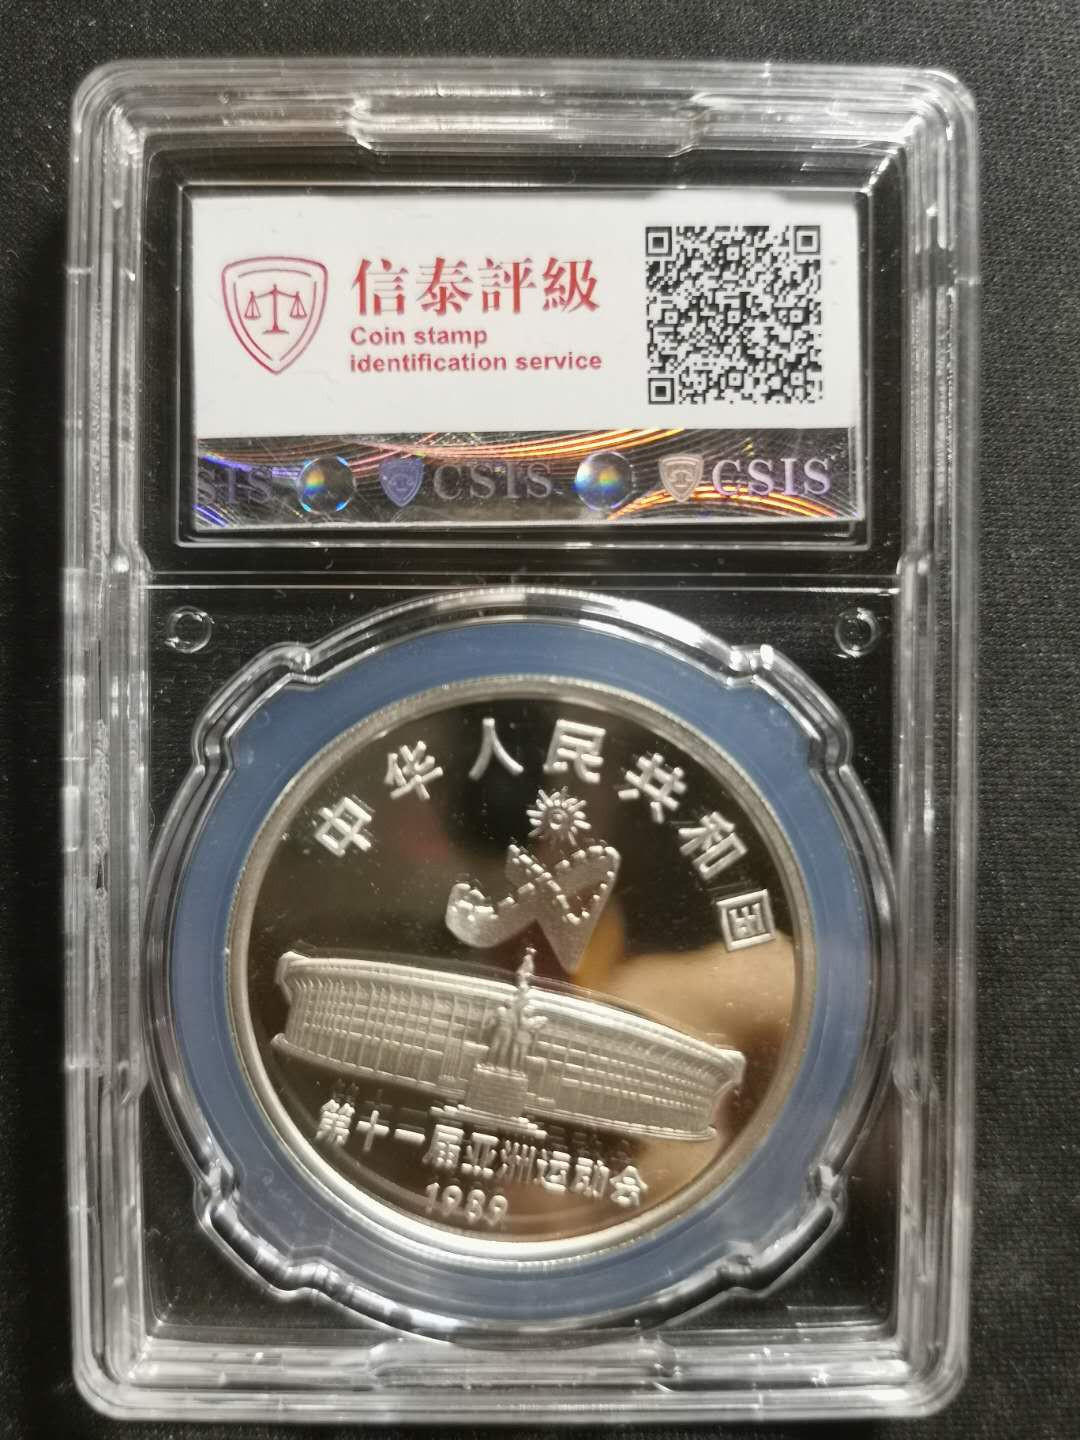 信泰評級
Coin stamp
identification service
SIS CSIS CSIS
中华人民共和国
第十一届亚洲运动会
1989